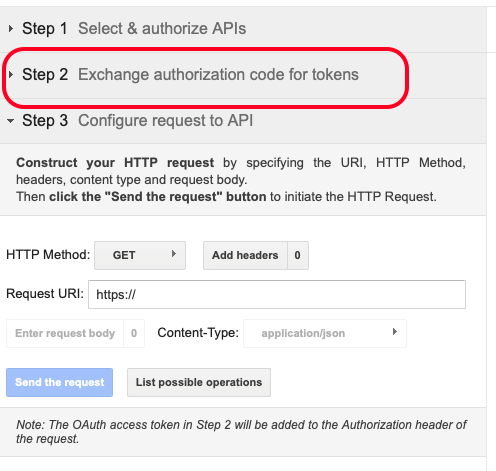 Step 1 Select & authorize APIs
Step 2 Exchange authorization code for tokens
Step 3 Configure request to API
Construct your HTTP request by specifying the URI, HTTP Method,
headers, content type and request body.
Then click the "Send the request" button to initiate the HTTP Request.
HTTP Method: GET Add headers 0
Request URI: https://
Enter request body 0 Content-Type: application/json
Send the request List possible operations
Note: The OAuth access token in Step 2 will be added to the Authorization header of
the request.